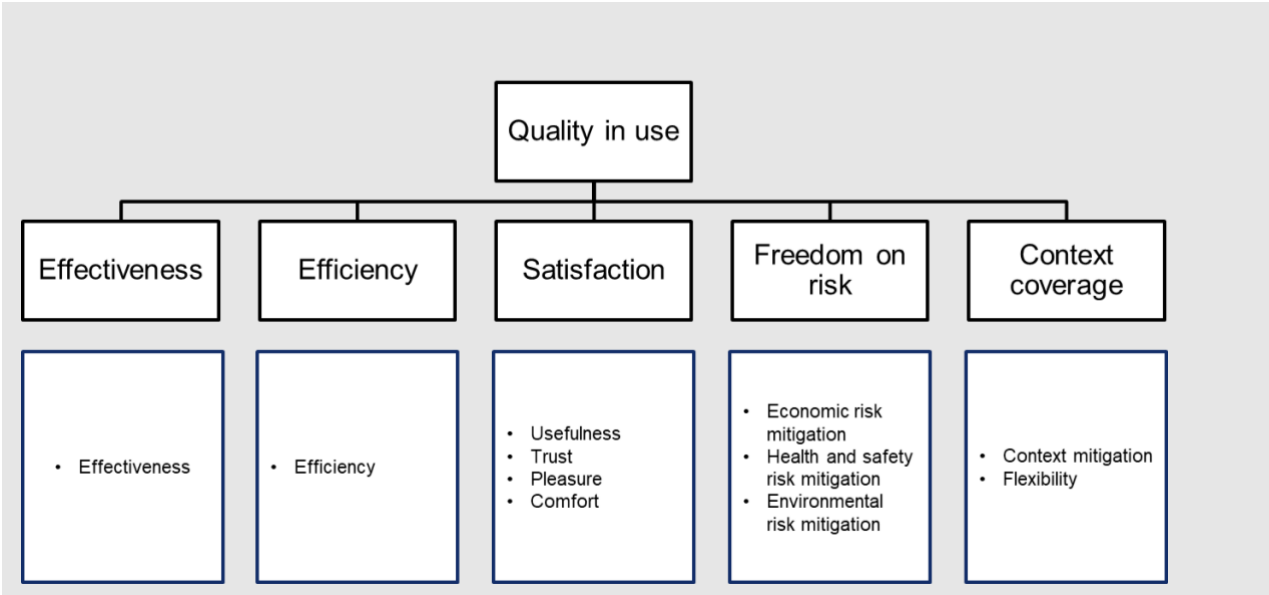 Quality in use
Effectiveness
Efficiency
Satisfaction
Freedom on
risk
Context
coverage
• Effectiveness
• Efficiency
• Usefulness
• Trust
• Pleasure
• Comfort
• Economic risk
mitigation
• Health and safety
risk mitigation
• Environmental
risk mitigation
• Context mitigation
• Flexibility